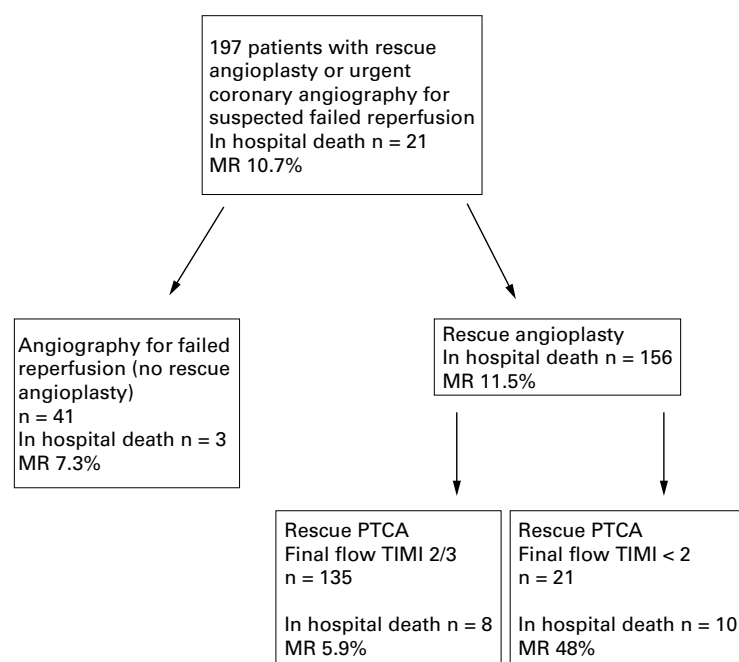 197 patients with rescue
angioplasty or urgent
coronary angiography for
suspected failed reperfusion
In hospital death n = 21
MR 10.7%
Angiography for failed
reperfusion (no rescue
angioplasty)
n = 41
In hospital death n = 3
MR 7.3%
Rescue angioplasty
In hospital death n = 156
MR 11.5%
Rescue PTCA
Final flow TIMI 2/3
n = 135
In hospital death n = 8
MR 5.9%
Rescue PTCA
Final flow TIMI < 2
n = 21
In hospital death n = 10
MR 48%